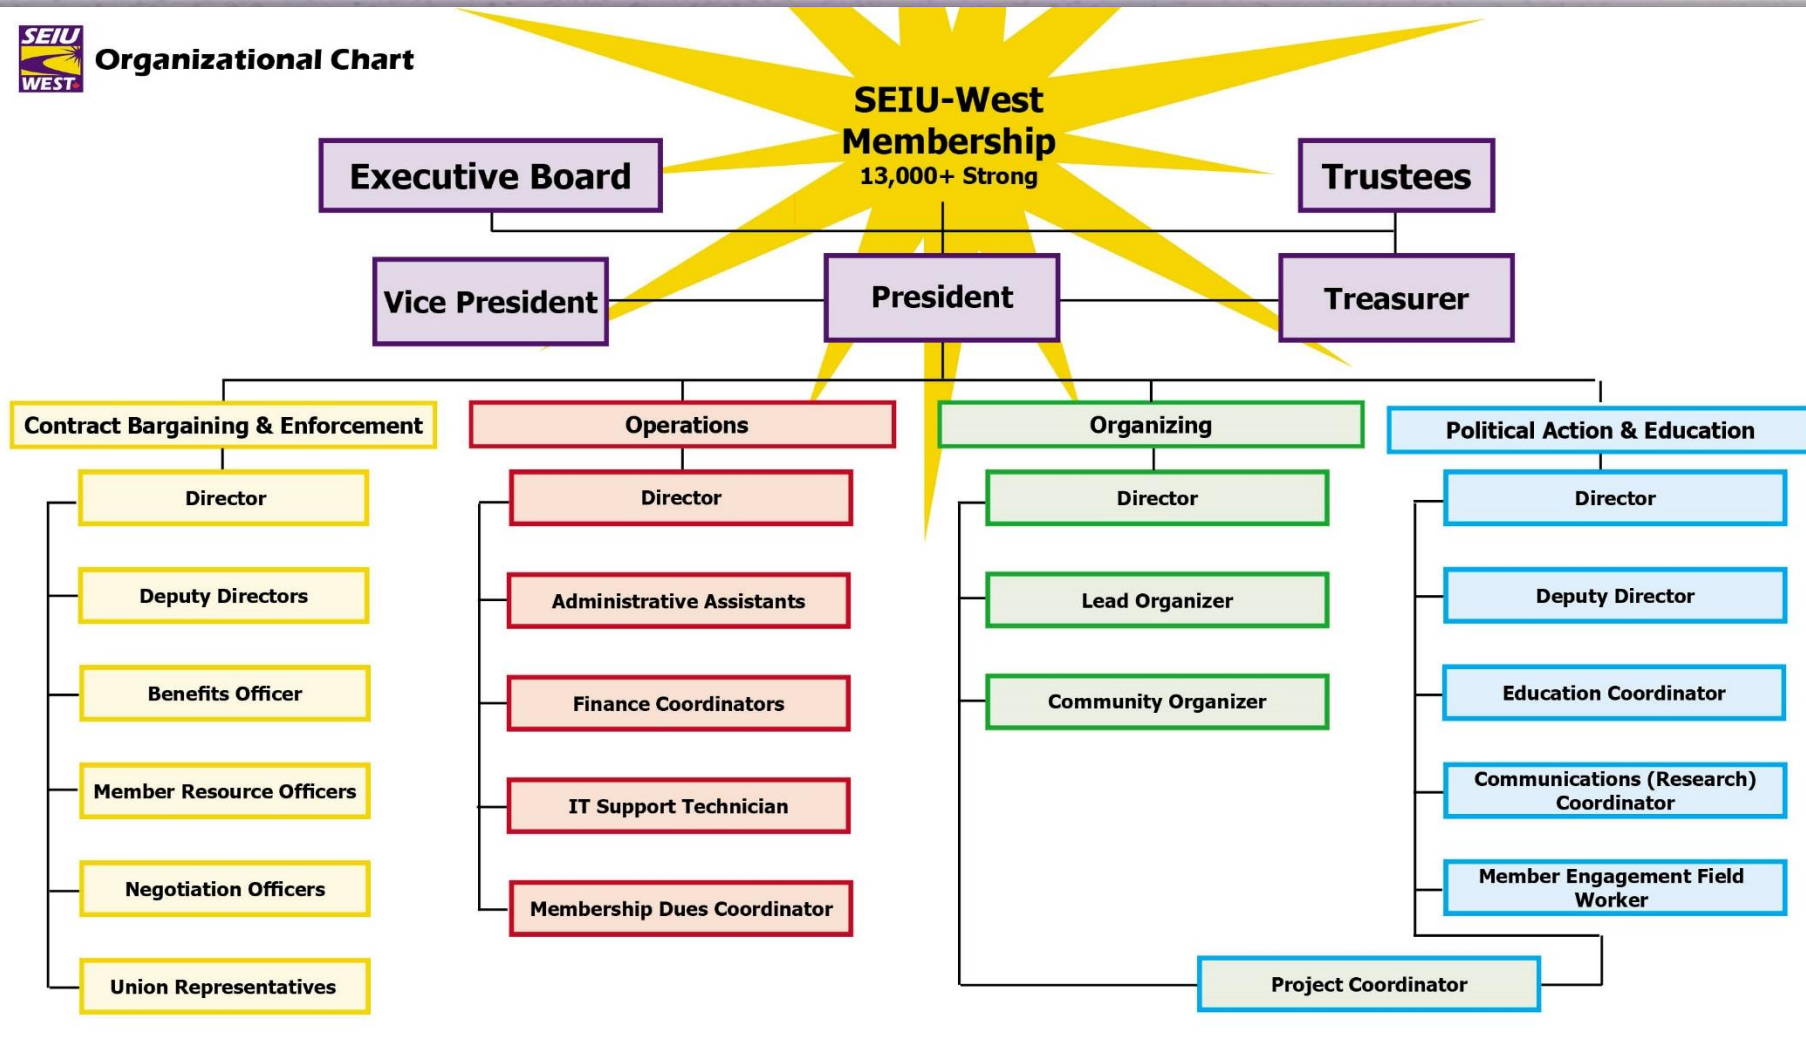 SEIU
WEST
Organizational Chart
SEIU-West
Membership
13,000+ Strong
Executive Board
Trustees
Vice President
President
Treasurer
Contract Bargaining & Enforcement
Director
Deputy Directors
Benefits Officer
Member Resource Officers
Negotiation Officers
Union Representatives
Operations
Director
Administrative Assistants
Finance Coordinators
IT Support Technician
Membership Dues Coordinator
Organizing
Director
Lead Organizer
Community Organizer
Political Action & Education
Director
Deputy Director
Education Coordinator
Communications (Research)
Coordinator
Member Engagement Field
Worker
Project Coordinator